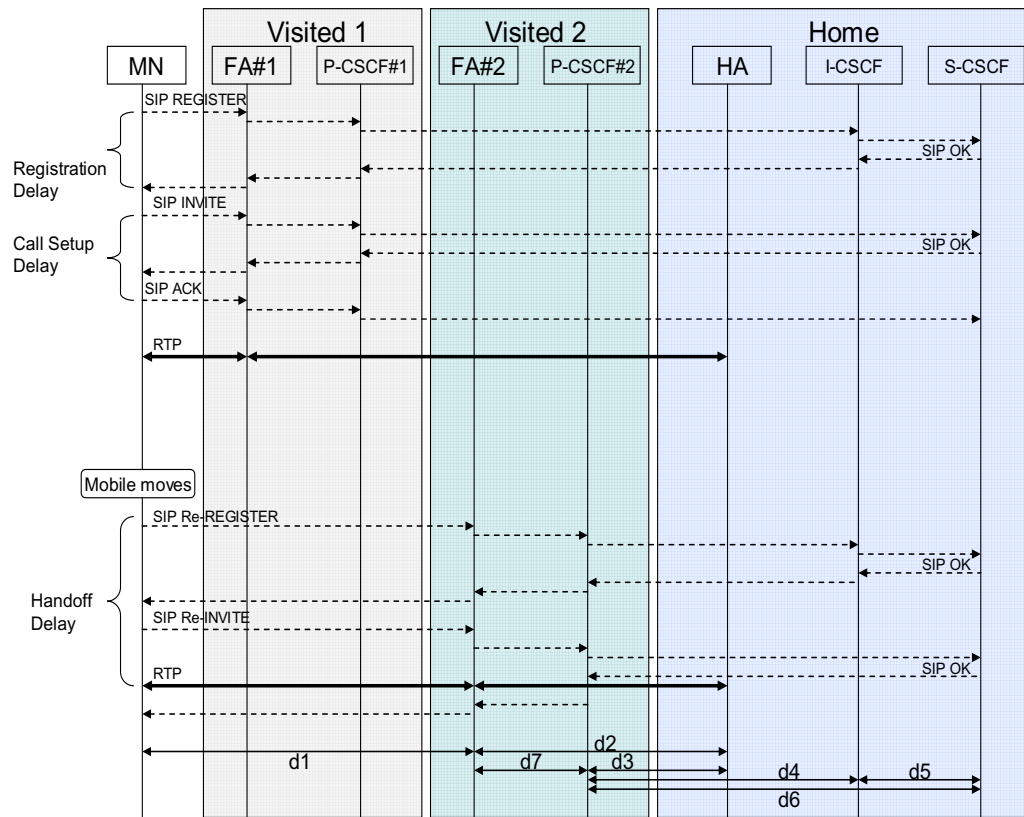 Visited 1
Visited 2
Home
MN
FA#1
P-CSCF#1
FA#2
P-CSCF#2
HA
I-CSCF
S-CSCF
SIP REGISTER
SIP OK
Registration
Delay
SIP INVITE
Call Setup
Delay
SIP OK
SIP ACK
RTP
Mobile moves
SIP Re-REGISTER
SIP OK
Handoff
Delay
SIP Re-INVITE
SIP OK
RTP
d2
d1
d7
d3
d4
d5
d6